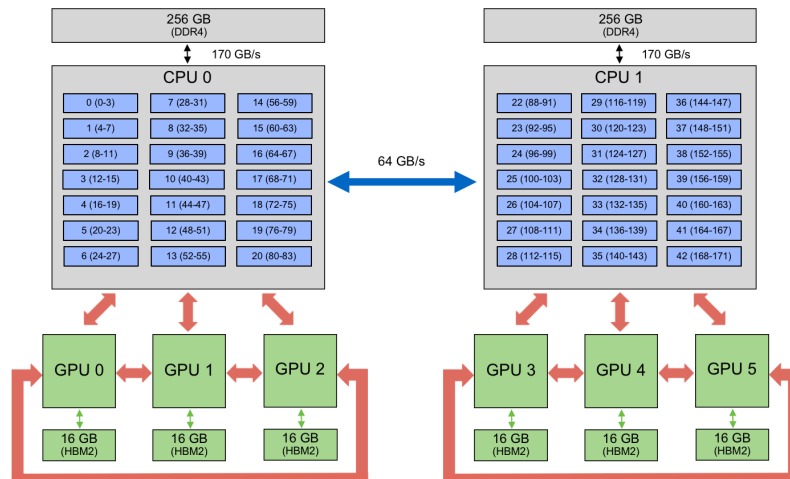 256 GB
(DDR4)
170 GB/s
CPU 0
0 (0-3)
7 (28-31)
14 (56-59)
1 (4-7)
8 (32-35)
15 (60-63)
2 (8-11)
9 (36-39)
16 (64-67)
3 (12-15)
10 (40-43)
17 (68-71)
4 (16-19)
11 (44-47)
18 (72-75)
5 (20-23)
12 (48-51)
19 (76-79)
6 (24-27)
13 (52-55)
20 (80-83)
64 GB/s
256 GB
(DDR4)
170 GB/s
CPU 1
22 (88-91)
29 (116-119)
36 (144-147)
23 (92-95)
30 (120-123)
37 (148-151)
24 (96-99)
31 (124-127)
38 (152-155)
25 (100-103)
32 (128-131)
39 (156-159)
26 (104-107)
33 (132-135)
40 (160-163)
27 (108-111)
34 (136-139)
41 (164-167)
28 (112-115)
35 (140-143)
42 (168-171)
GPU 0
GPU 1
GPU 2
16 GB
(HBM2)
16 GB
(HBM2)
16 GB
(HBM2)
GPU 3
GPU 4
GPU 5
16 GB
(HBM2)
16 GB
(HBM2)
16 GB
(HBM2)